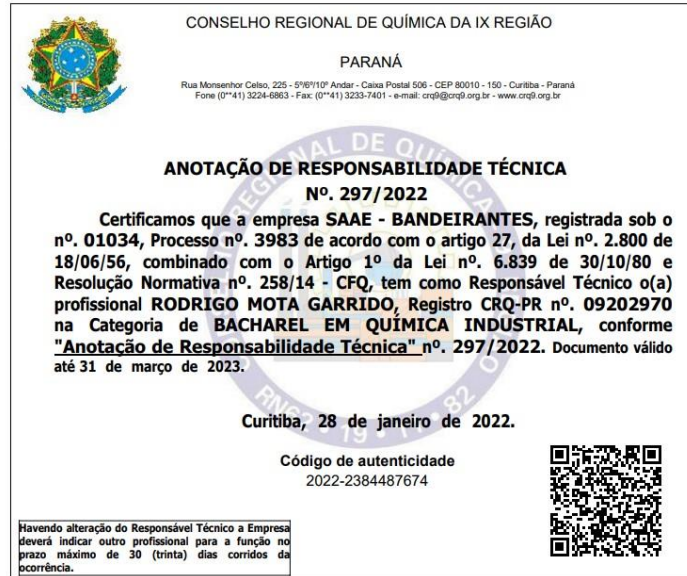 CONSELHO REGIONAL DE QUÍMICA DA IX REGIÃO
PARANÁ
Rua Monsenhor Celso, 225 - 5º/6º/10º Andar - Caixa Postal 506 - CEP 80010 - 150 - Curitiba - Paraná
Fone (0**41) 3224-6863 - Fax: (0**41) 3233-7401 - e-mail: crq9@crq9.org.br - www.crq9.org.br
ANOTAÇÃO DE RESPONSABILIDADE TÉCNICA
Nº. 297/2022
Certificamos que a empresa SAAE - BANDEIRANTES, registrada sob o
nº. 01034, Processo nº. 3983 de acordo com o artigo 27, da Lei nº. 2.800 de
18/06/56, combinado com o Artigo 1º da Lei nº. 6.839 de 30/10/80 e
Resolução Normativa nº. 258/14 - CFQ, tem como Responsável Técnico o(a)
profissional RODRIGO MOTA GARRIDO, Registro CRQ-PR nº. 09202970
na Categoria de BACHAREL EM QUÍMICA INDUSTRIAL, conforme
"Anotação de Responsabilidade Técnica" nº. 297/2022. Documento válido
até 31 de março de 2023.
Curitiba, 28 de janeiro de 2022.
Código de autenticidade
2022-2384487674
Havendo alteração do Responsável Técnico a Empresa
deverá indicar outro profissional para a função no
prazo máximo de 30 (trinta) dias corridos da
ocorrência.